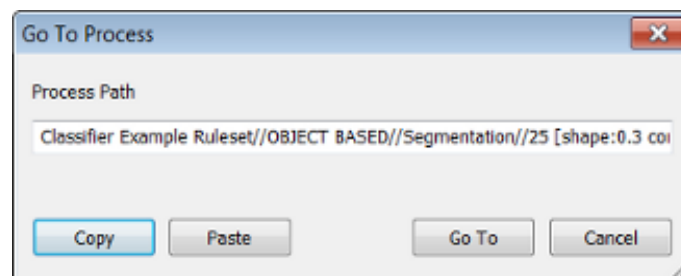 Go To Process
Process Path
Classifier Example Ruleset//OBJECT BASED//Segmentation//25 [shape:0.3 
Copy Paste Go To Cancel